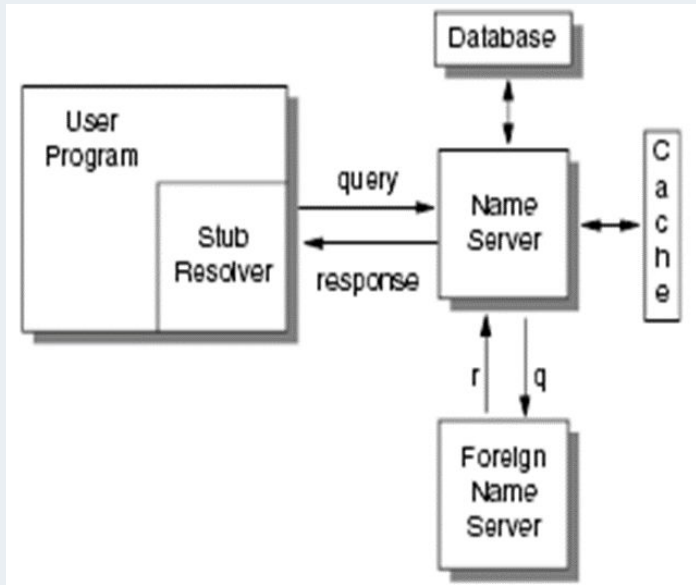 Database
User
Program
Stub
Resolver
query
response
Name
Server
C
a
c
h
e
r
q
Foreign
Name
Server